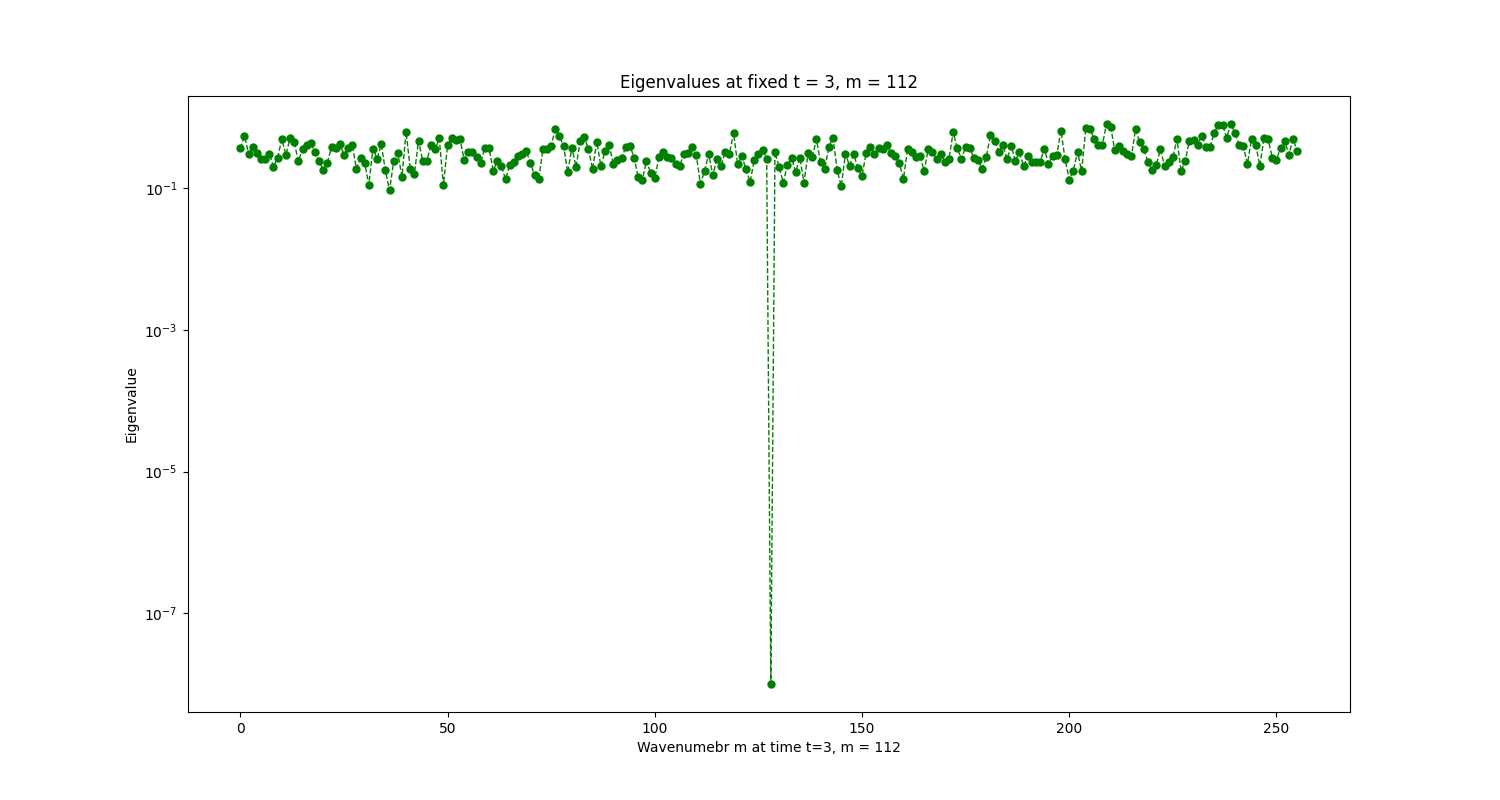 Eigenvalues at fixed t = 3, m = 112
10⁻¹
10⁻³
10⁻⁵
10⁻⁷
Eigenvalue
0 50 100 150 200 250
Wavenumebr m at time t=3, m = 112